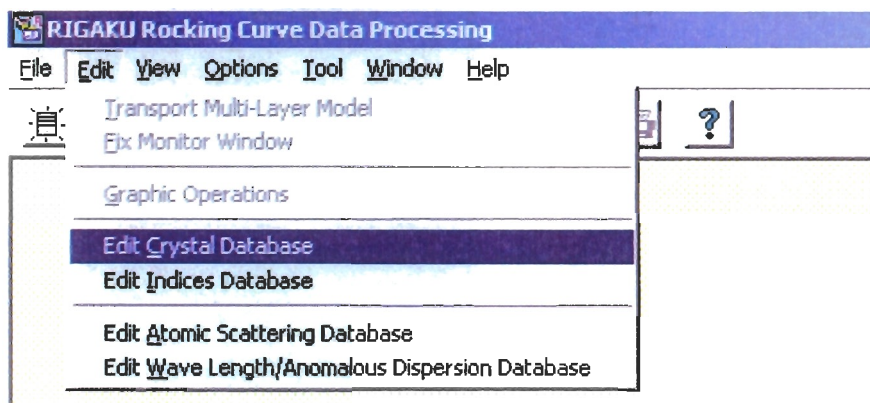 RIGAKU Rocking Curve Data Processing
File Edit View Options Tool Window Help
Transport Multi-Layer Model
Fix Monitor Window
Graphic Operations
Edit Crystal Database
Edit Indices Database
Edit Atomic Scattering Database
Edit Wave Length/Anomalous Dispersion Database